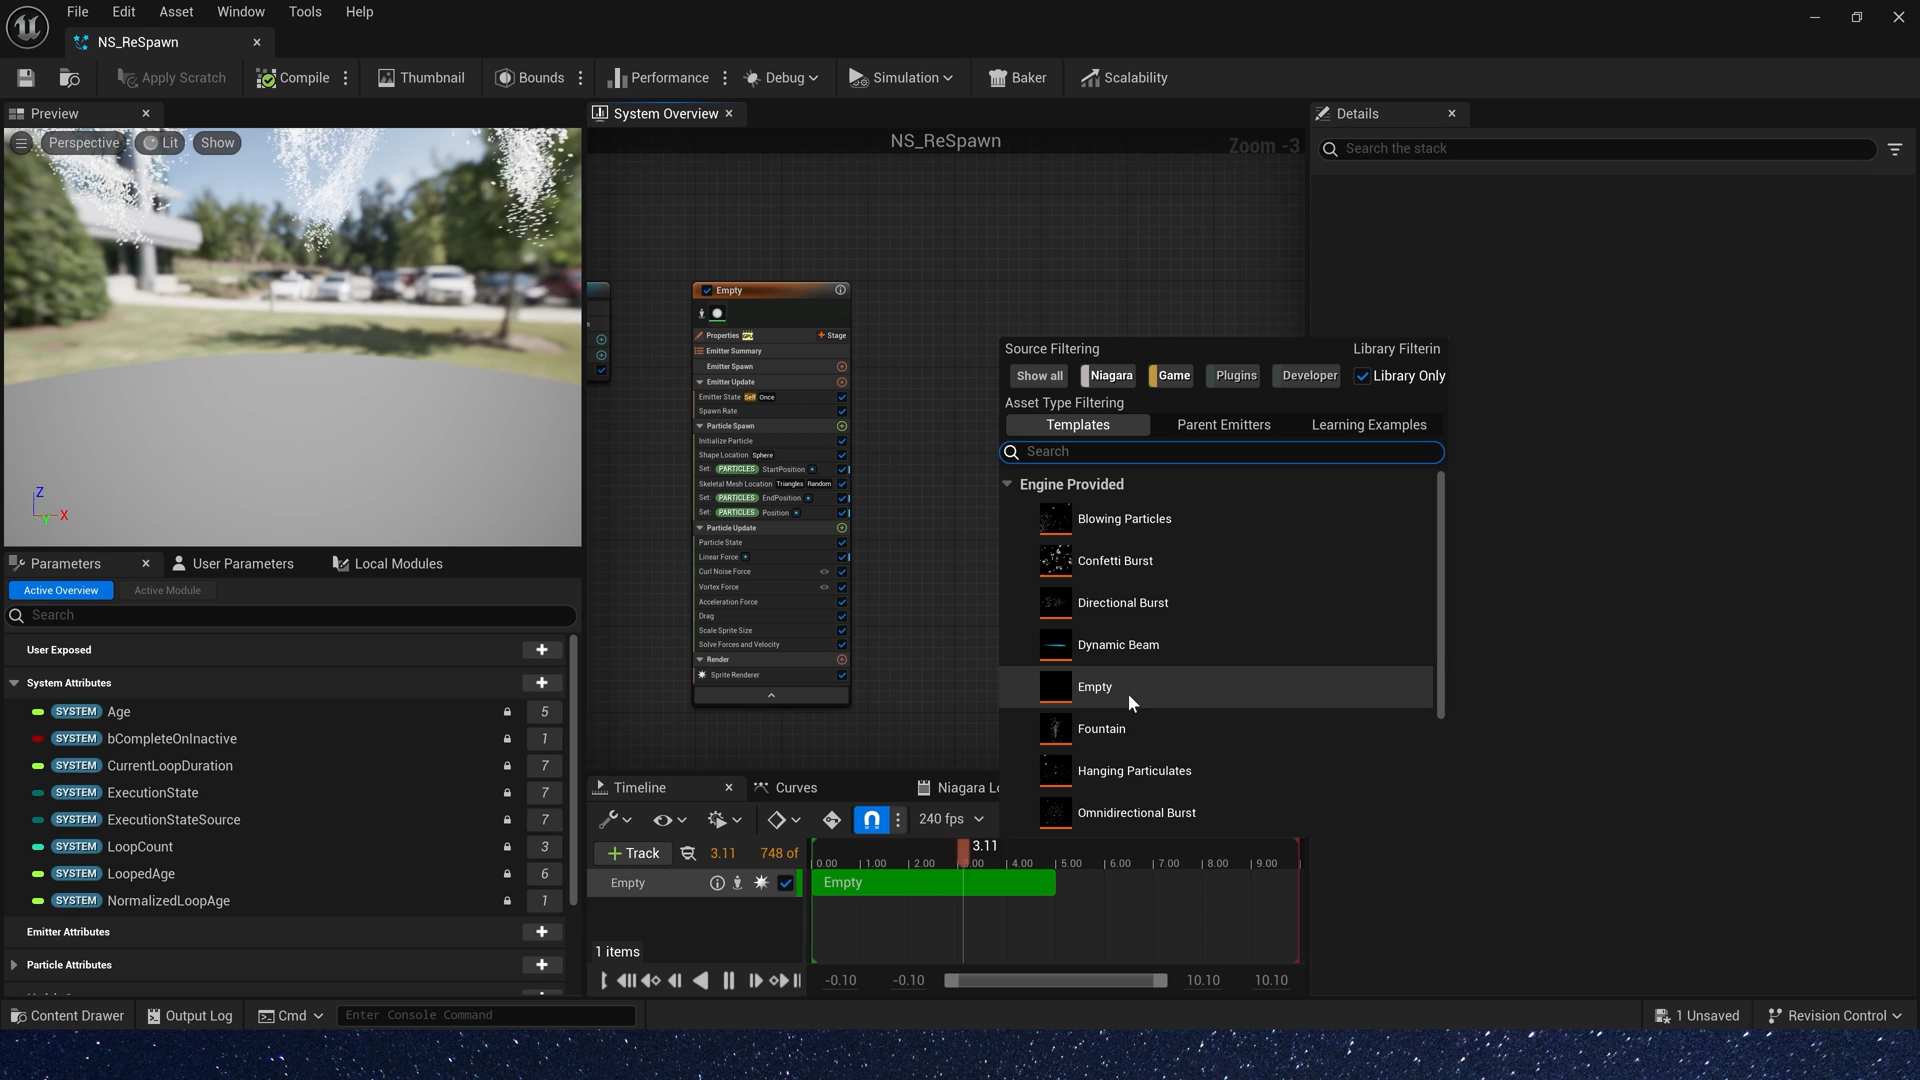 File Edit Asset Window Tools Help
NS_ReSpawn
Apply Scratch Compile Thumbnail Bounds Performance Debug Simulation Baker Scalability
Preview
Perspective Lit Show
Z
X
Y
System Overview
NS_ReSpawn
Zoom -3
Empty
Properties GPU + Stage
Emitter Summary
Emitter Spawn
Emitter Update
Emitter State Self Once
Spawn Rate
Particle Spawn
Initialize Particle
Shape Location Sphere
Set: PARTICLES StartPosition
Skeletal Mesh Location Triangles Random
Set: PARTICLES EndPosition
Set: PARTICLES Position
Particle Update
Particle State
Linear Force
Curl Noise Force
Vortex Force
Acceleration Force
Drag
Scale Sprite Size
Solve Forces and Velocity
Render
Sprite Renderer
Details
Search the stack
Source Filtering Library Filterin
Show all Niagara Game Plugins Developer Library Only
Asset Type Filtering
Templates Parent Emitters Learning Examples
Search
Engine Provided
Blowing Particles
Confetti Burst
Directional Burst
Dynamic Beam
Empty
Fountain
Hanging Particulates
Omnidirectional Burst
Parameters User Parameters Local Modules
Active Overview Active Module
Search
User Exposed
System Attributes
SYSTEM Age 5
SYSTEM bCompleteOnInactive 1
SYSTEM CurrentLoopDuration 7
SYSTEM ExecutionState 7
SYSTEM ExecutionStateSource 7
SYSTEM LoopCount 3
SYSTEM LoopedAge 6
SYSTEM NormalizedLoopAge 1
Emitter Attributes
Particle Attributes
Timeline Curves Niagara Lo
240 fps
+ Track 3.11 748 of
3.11
0.00 1.00 2.00 3.00 4.00 5.00 6.00 7.00 8.00 9.00
Empty
Empty
1 items
-0.10 -0.10 10.10 10.10
Content Drawer Output Log Cmd Enter Console Command 1 Unsaved Revision Control